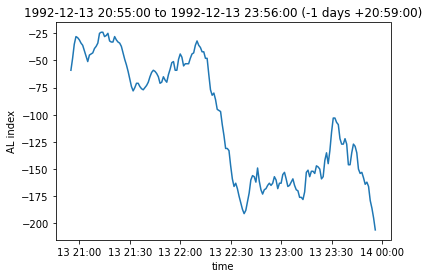 1992-12-13 20:55:00 to 1992-12-13 23:56:00 (-1 days +20:59:00)
−25
−50
−75
−100
−125
−150
−175
−200
AL index
13 21:00 13 21:30 13 22:00 13 22:30 13 23:00 13 23:30 14 00:00
time